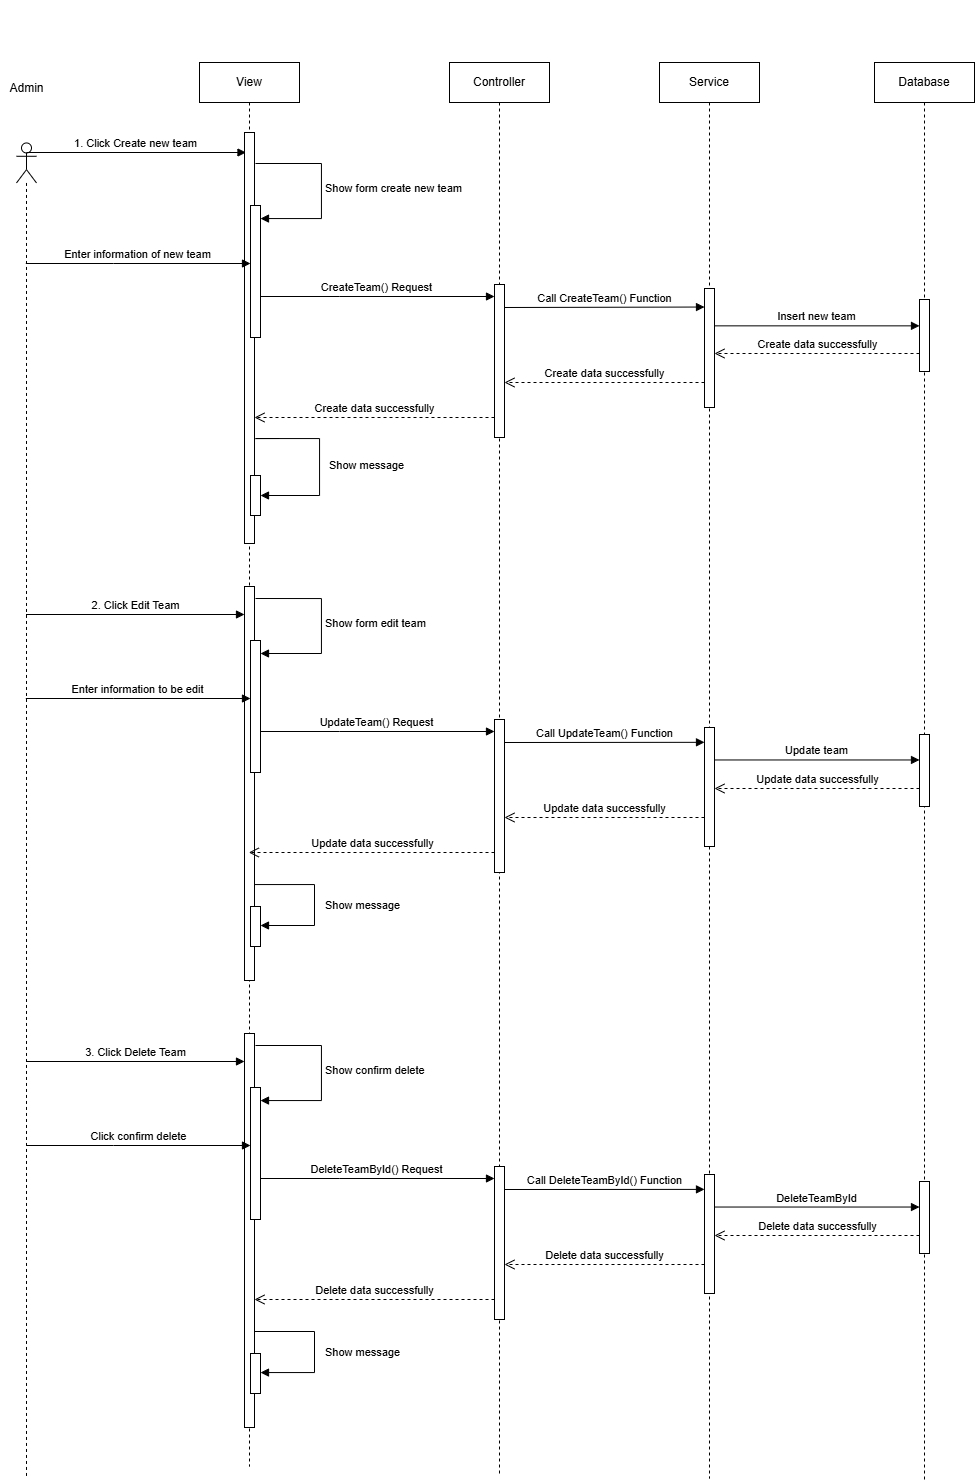 Admin
View
Controller
Service
Database
1. Click Create new team
Show form create new team
Enter information of new team
CreateTeam() Request
Call CreateTeam() Function
Insert new team
Create data successfully
Create data successfully
Create data successfully
Show message
2. Click Edit Team
Show form edit team
Enter information to be edit
UpdateTeam() Request
Call UpdateTeam() Function
Update team
Update data successfully
Update data successfully
Update data successfully
Show message
3. Click Delete Team
Show confirm delete
Click confirm delete
DeleteTeamById() Request
Call DeleteTeamById() Function
DeleteTeamById
Delete data successfully
Delete data successfully
Delete data successfully
Show message